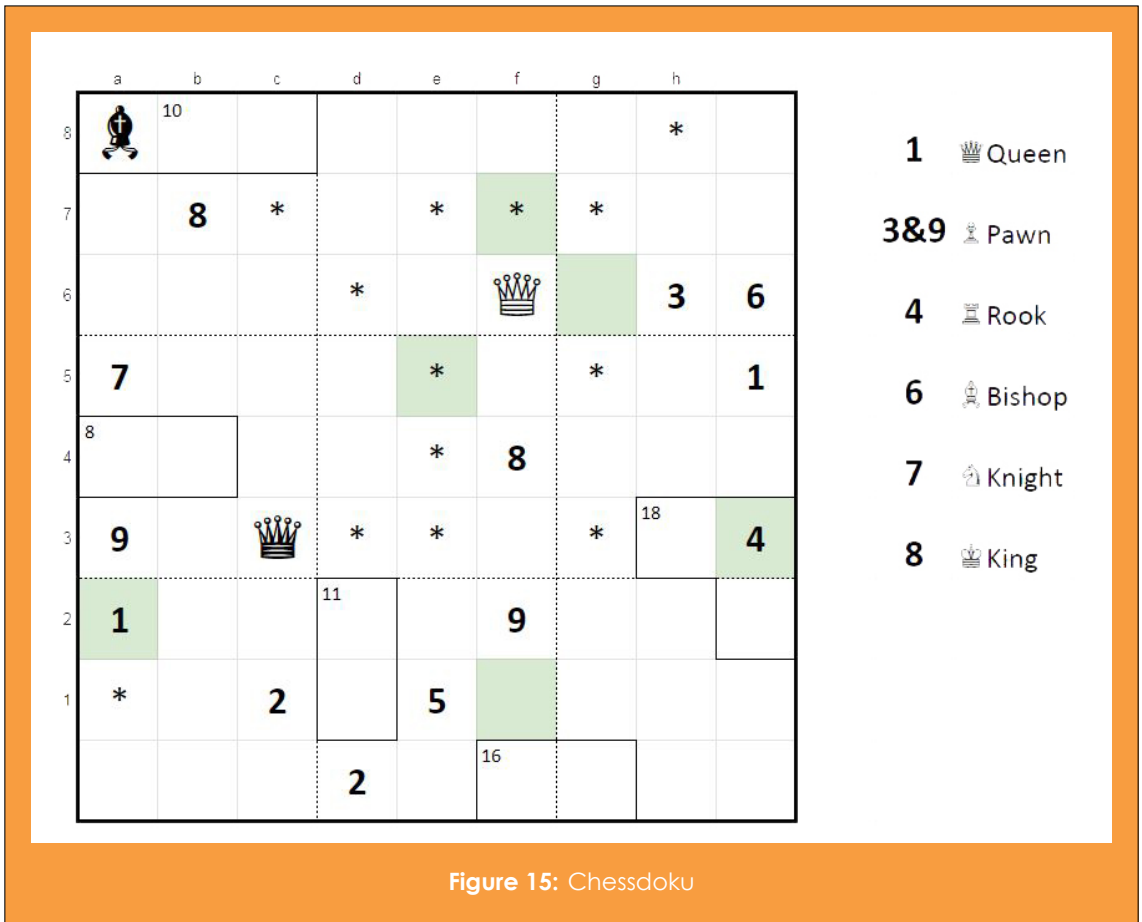 a b c d e f g h
8 10 *
7 8 * * * *
6 * 3 6
5 7 * * 1
8
4 * 8
18
3 9 * * * 4
11
2 1 9
1 * 2 5
16
2
1 Queen
3&9 Pawn
4 Rook
6 Bishop
7 Knight
8 King
Figure 15: Chessdoku